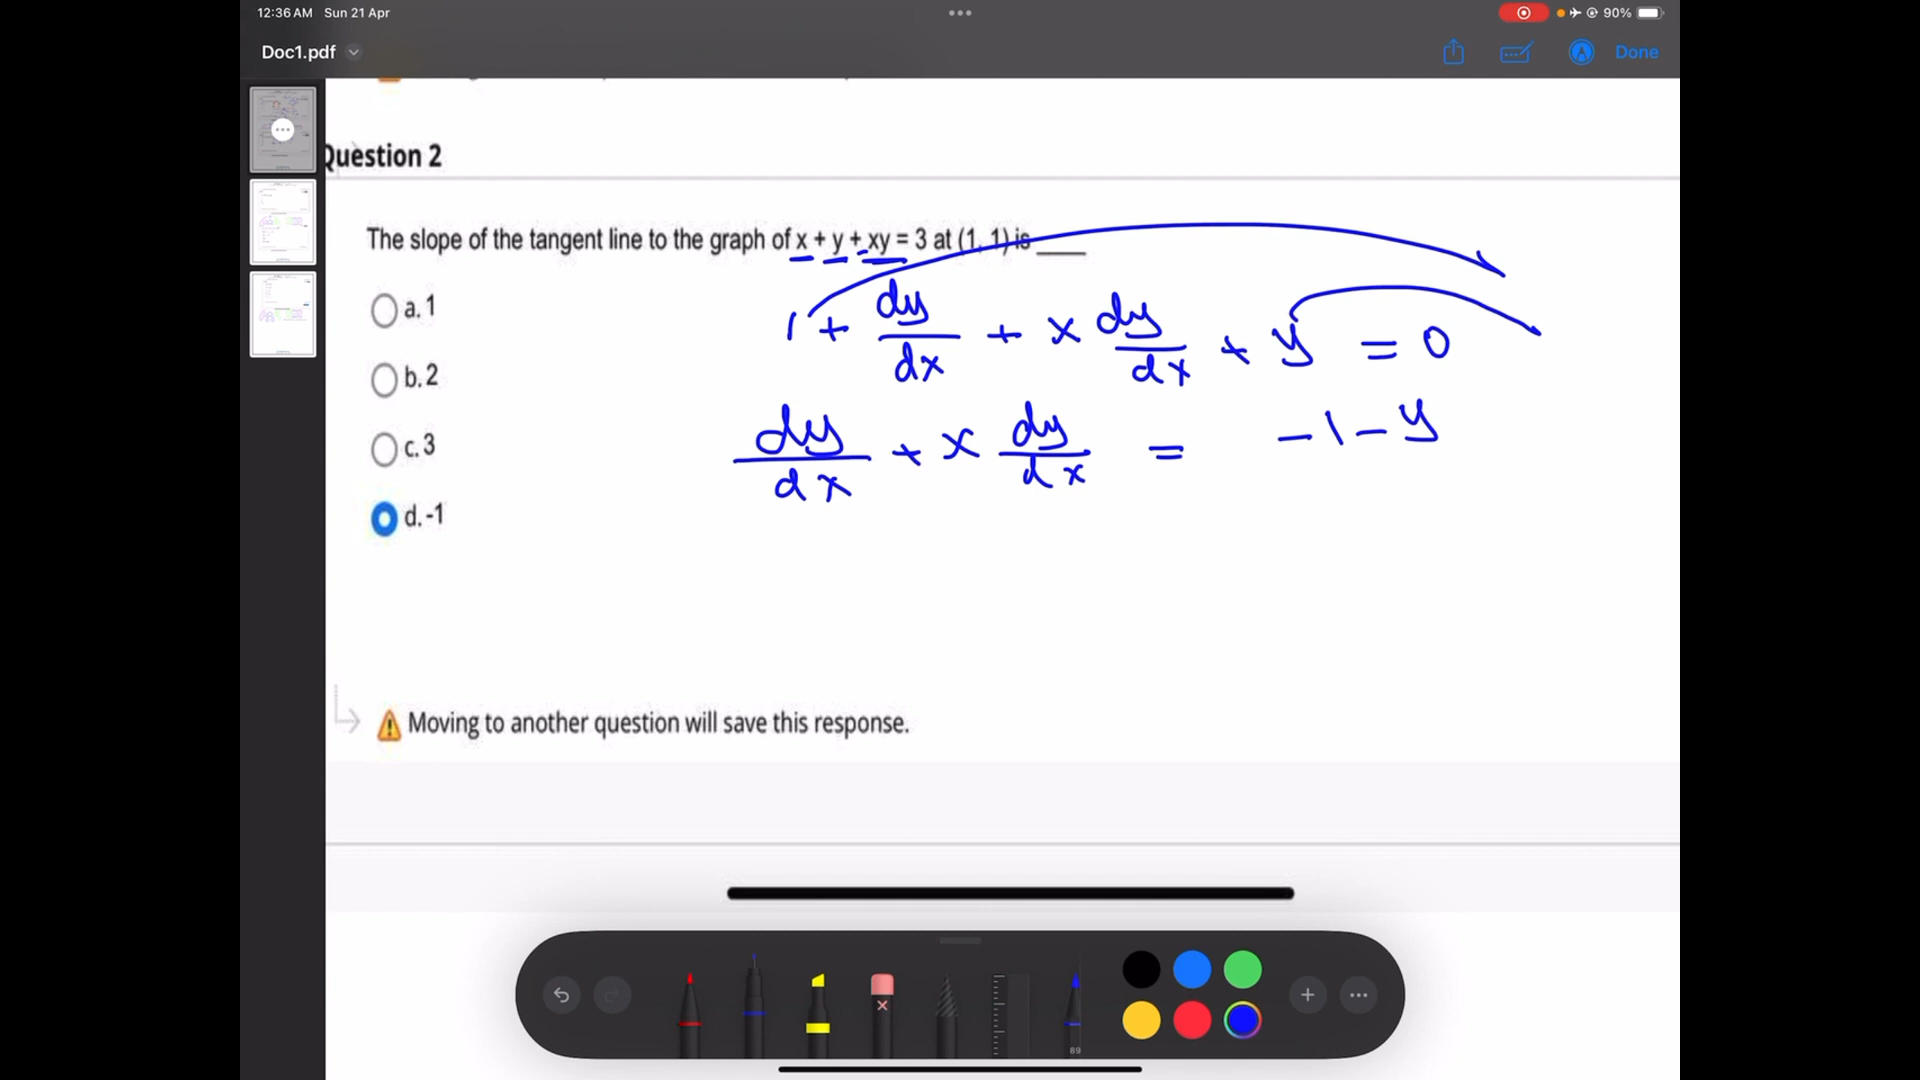 12:36 AM Sun 21 Apr
90%
Doc1.pdf
Done
Question 2
The slope of the tangent line to the graph of x + y + xy = 3 at (1, 1) is ____
a. 1
b. 2
c. 3
d. -1
1 + dy/dx + x dy/dx + y = 0
dy/dx + x dy/dx = -1 - y
Moving to another question will save this response.
89